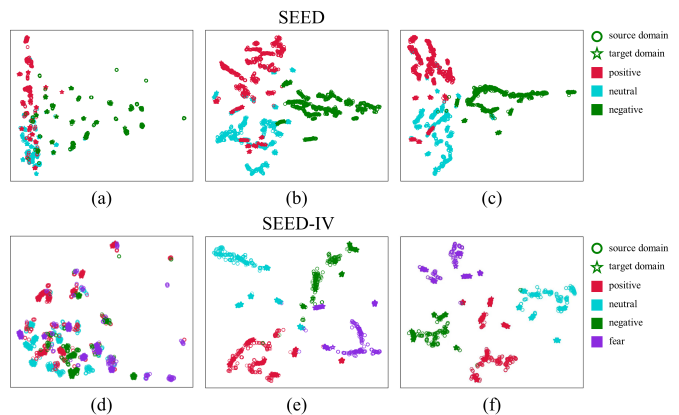 SEED
source domain
target domain
positive
neutral
negative
(a) (b) (c)
SEED-IV
source domain
target domain
positive
neutral
negative
fear
(d) (e) (f)